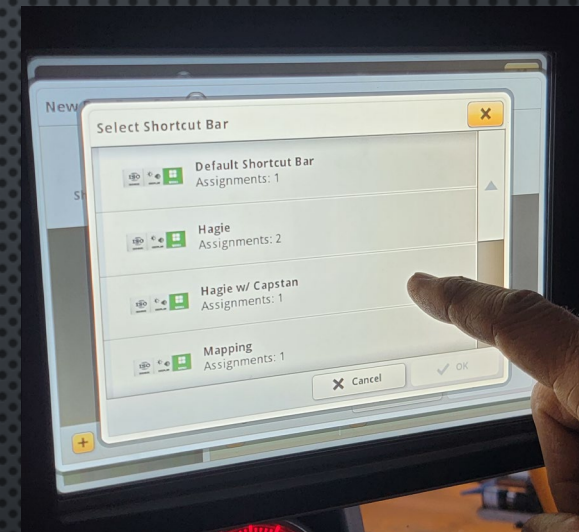 New
Select Shortcut Bar
Default Shortcut Bar
Assignments: 1
Hagie
Assignments: 2
Hagie w/ Capstan
Assignments: 1
Mapping
Assignments: 1
Cancel
OK